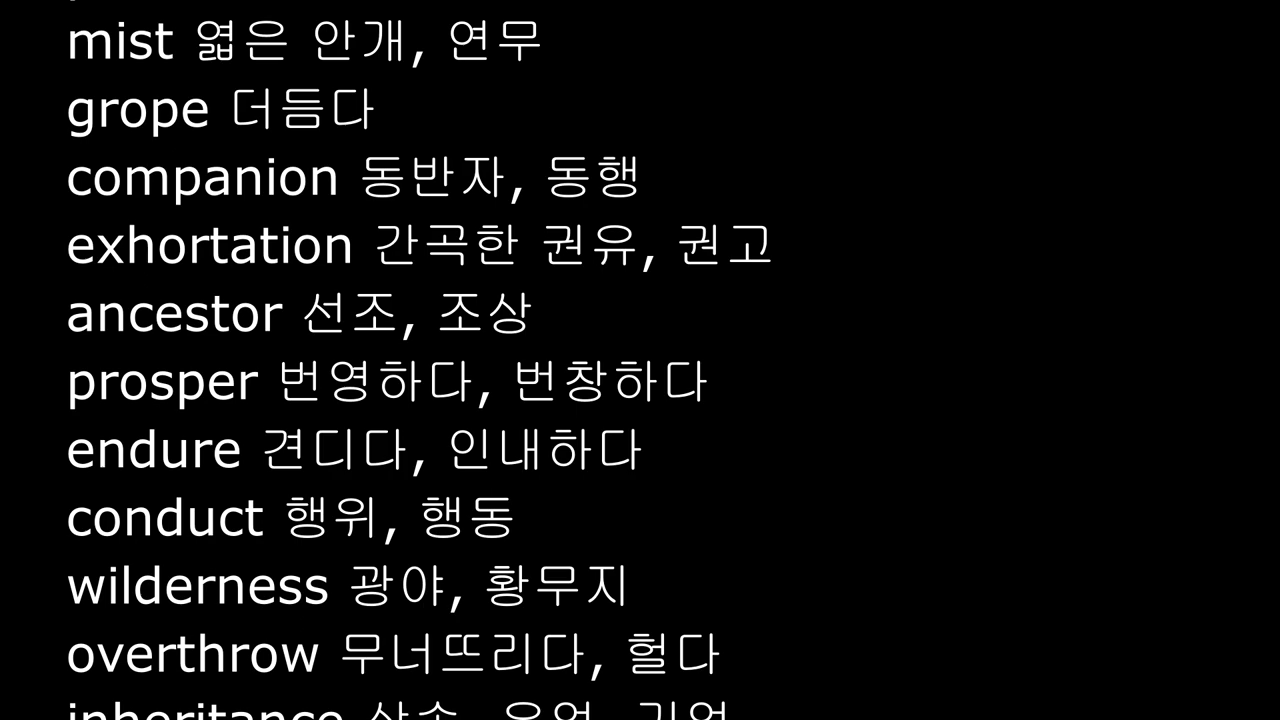 mist 엷은 안개, 연무
grope 더듬다
companion 동반자, 동행
exhortation 간곡한 권유, 권고
ancestor 선조, 조상
prosper 번영하다, 번창하다
endure 견디다, 인내하다
conduct 행위, 행동
wilderness 광야, 황무지
overthrow 무너뜨리다, 헐다
inheritance